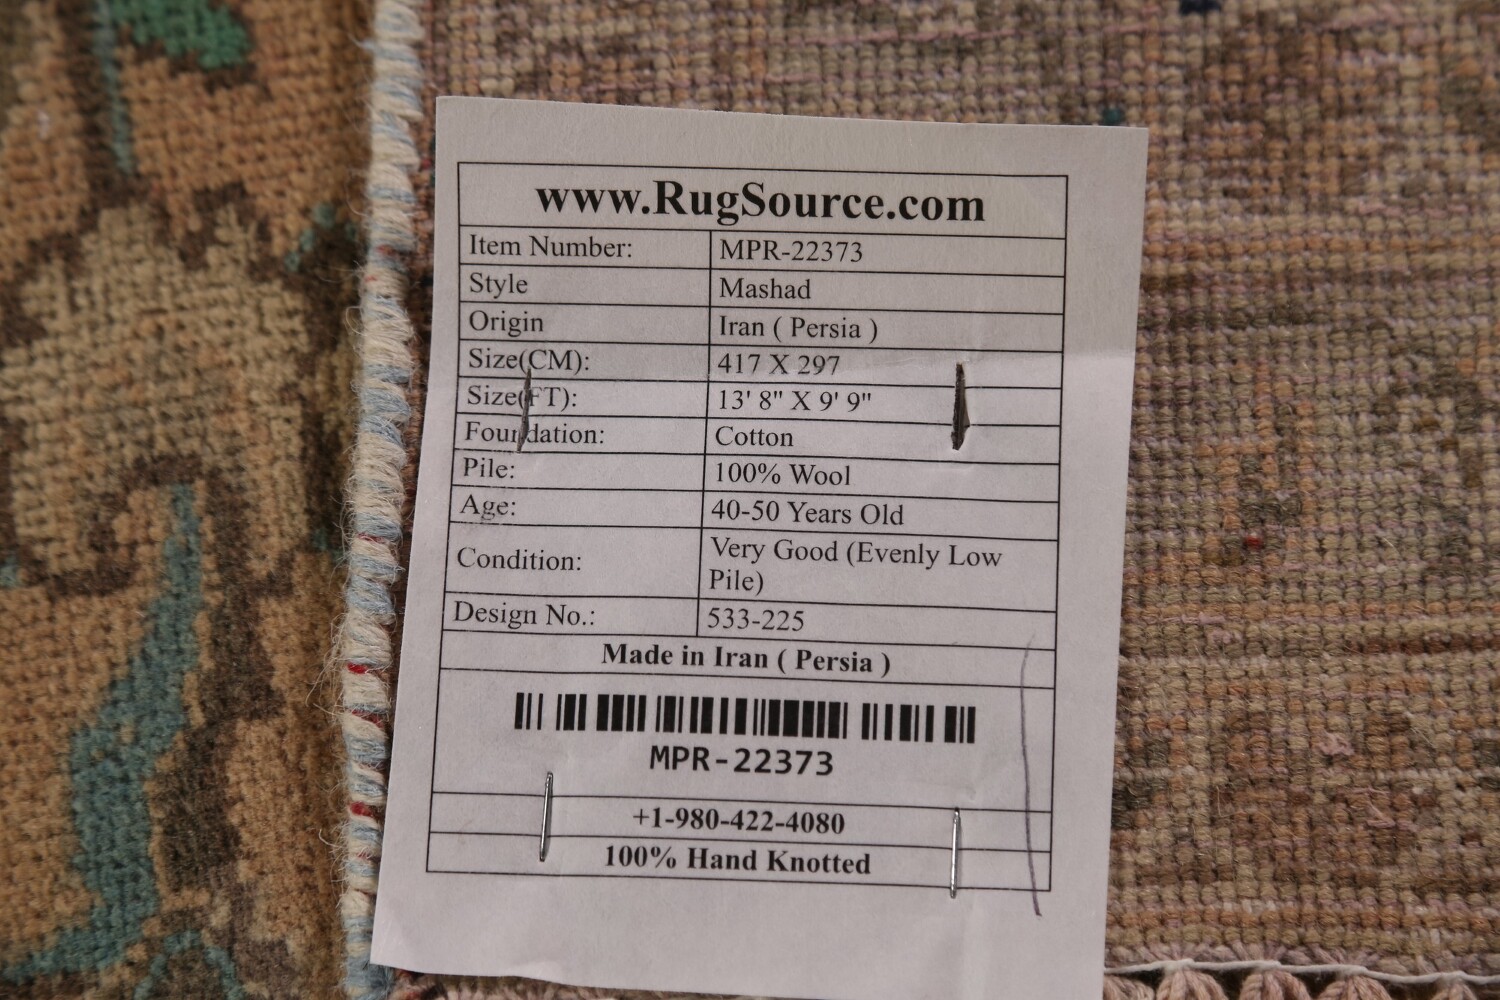 www.RugSource.com
Item Number: MPR-22373
Style Mashad
Origin Iran ( Persia )
Size(CM): 417 X 297
Size(FT): 13' 8" X 9' 9"
Foundation: Cotton
Pile: 100% Wool
Age: 40-50 Years Old
Condition: Very Good (Evenly Low
Pile)
Design No.: 533-225
Made in Iran ( Persia )
MPR-22373
+1-980-422-4080
100% Hand Knotted